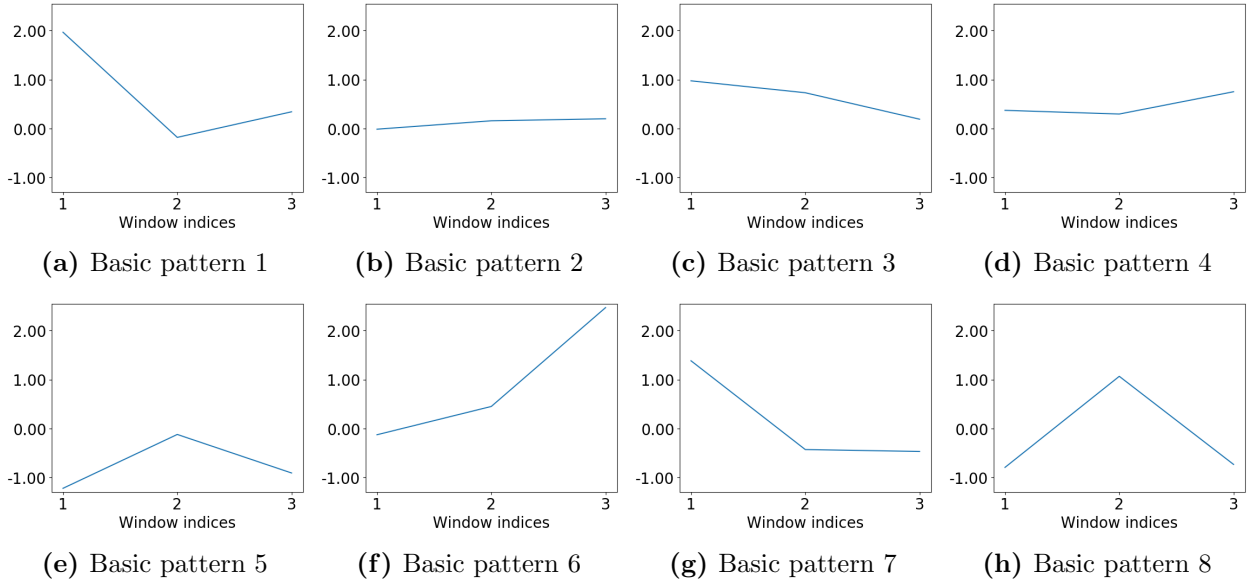 2.00 2.00 2.00 2.00
1.00 1.00 1.00 1.00
0.00 0.00 0.00 0.00
-1.00 -1.00 -1.00 -1.00
1 2 3 1 2 3 1 2 3 1 2 3
Window indices Window indices Window indices Window indices
(a) Basic pattern 1 (b) Basic pattern 2 (c) Basic pattern 3 (d) Basic pattern 4
2.00 2.00 2.00 2.00
1.00 1.00 1.00 1.00
0.00 0.00 0.00 0.00
-1.00 -1.00 -1.00 -1.00
1 2 3 1 2 3 1 2 3 1 2 3
Window indices Window indices Window indices Window indices
(e) Basic pattern 5 (f) Basic pattern 6 (g) Basic pattern 7 (h) Basic pattern 8